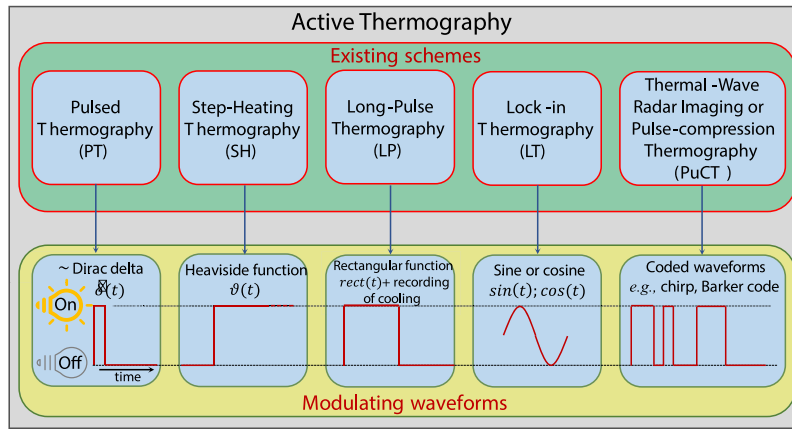 Active Thermography
Existing schemes
Pulsed
Thermography
(PT)
Step-Heating
Thermography
(SH)
Long-Pulse
Thermography
(LP)
Lock-in
Thermography
(LT)
Thermal-Wave
Radar Imaging or
Pulse-compression
Thermography
(PuCT)
~ Dirac delta
δ(t)
On
Off
time
Heaviside function
ϑ(t)
Rectangular function
rect(t)+ recording
of cooling
Sine or cosine
sin(t); cos(t)
Coded waveforms
e.g., chirp, Barker code
Modulating waveforms